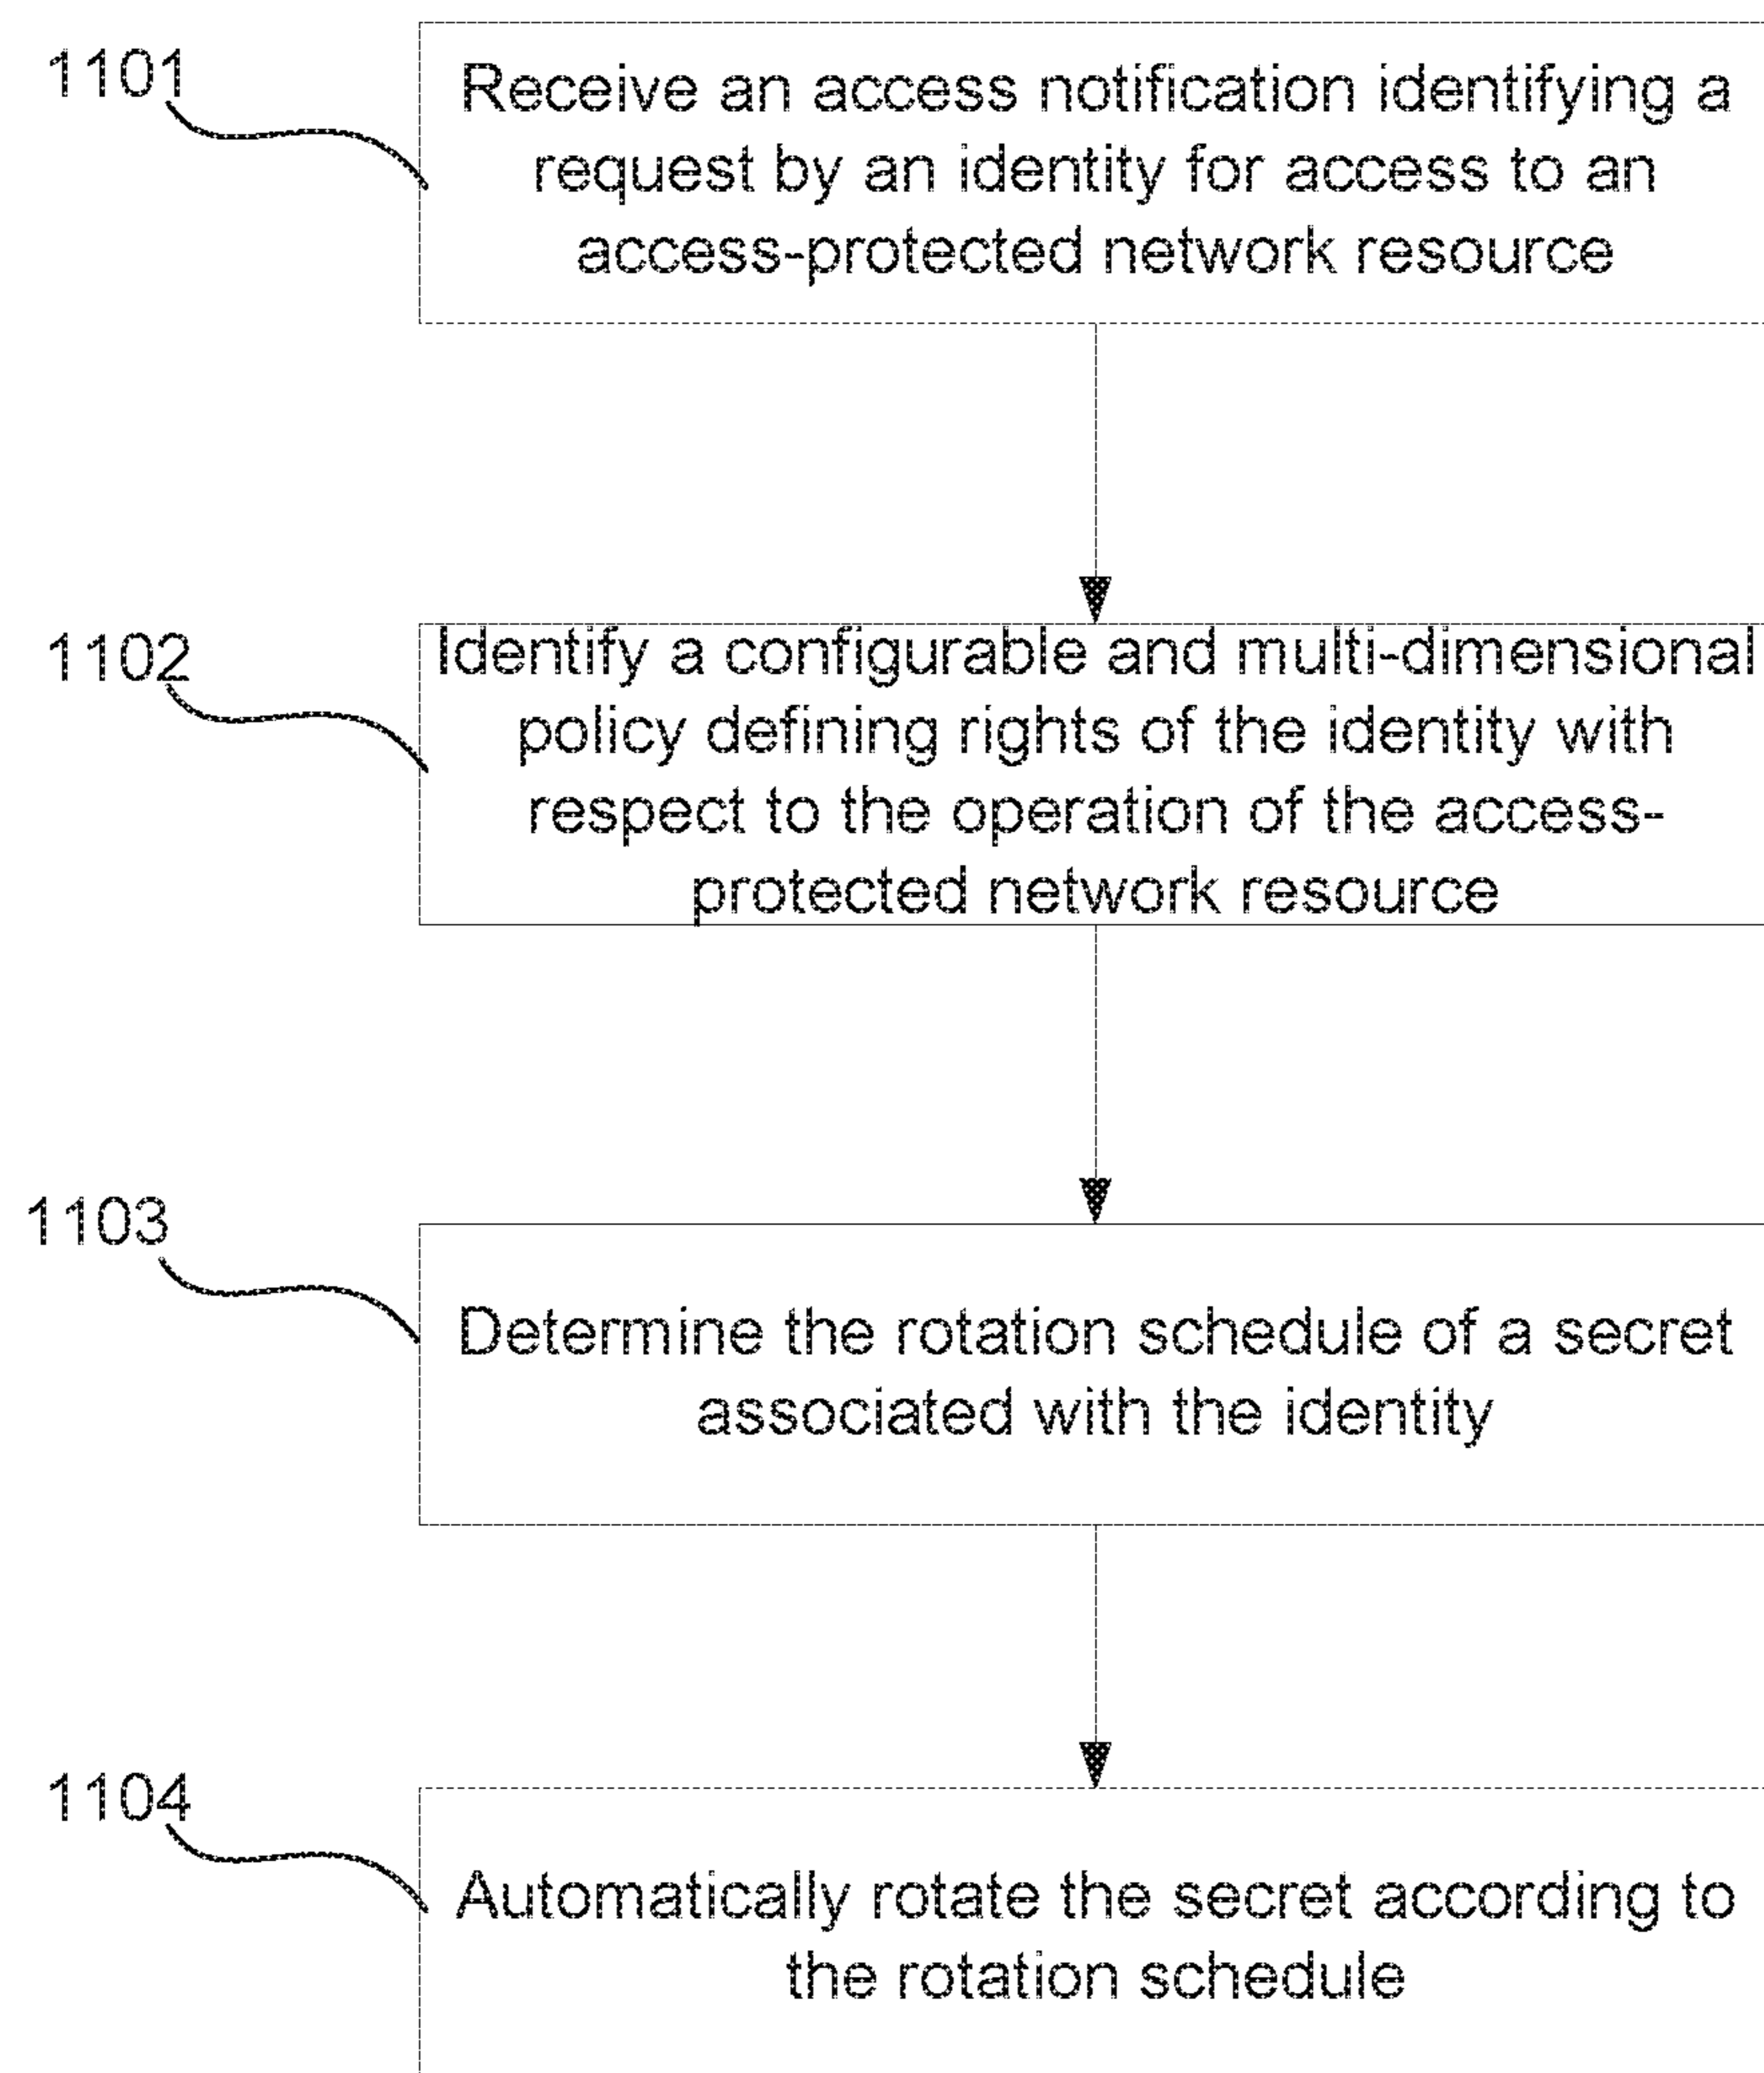 1101
Receive an access notification identifying a
request by an identity for access to an
access-protected network resource
1102
Identify a configurable and multi-dimensional
policy defining rights of the identity with
respect to the operation of the access-
protected network resource
1103
Determine the rotation schedule of a secret
associated with the identity
1104
Automatically rotate the secret according to
the rotation schedule